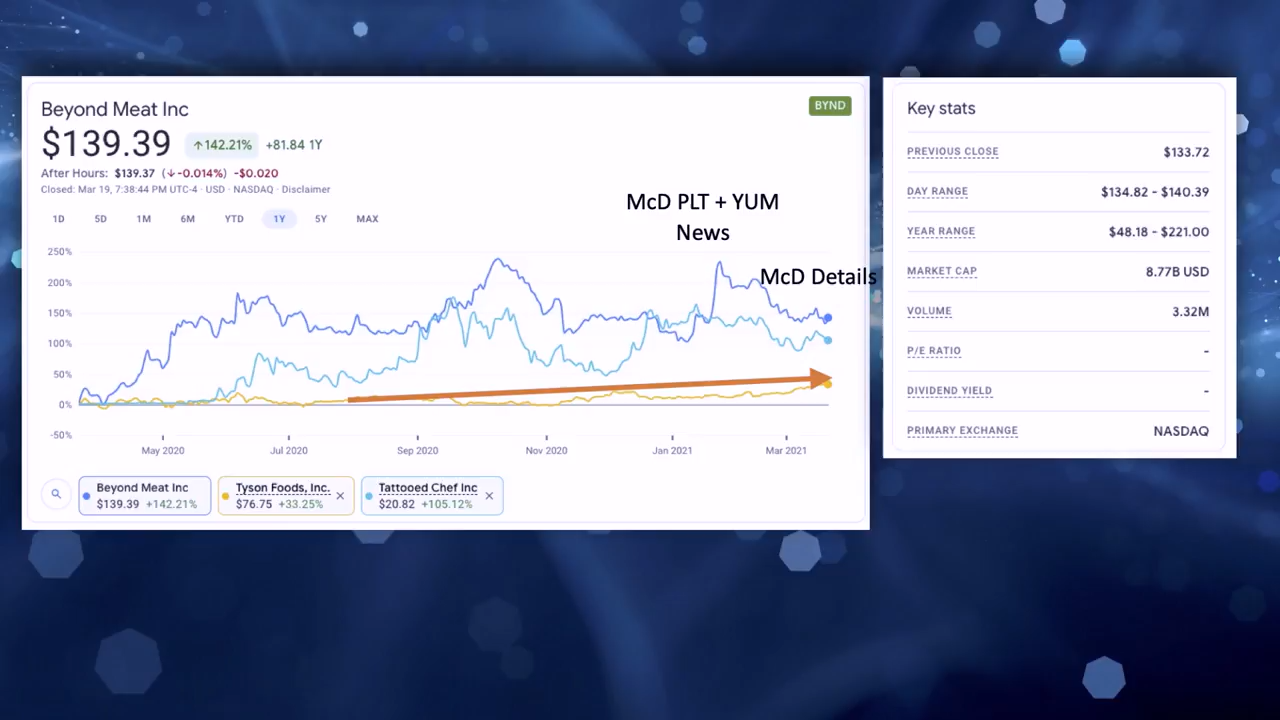 Beyond Meat Inc
BYND
$139.39 ↑142.21% +81.84 1Y
After Hours: $139.37 (↓-0.014%) -$0.020
Closed: Mar 19, 7:38:44 PM UTC-4 · USD · NASDAQ · Disclaimer
1D 5D 1M 6M YTD 1Y 5Y MAX
McD PLT + YUM
News
McD Details
250%
200%
150%
100%
50%
0%
-50%
May 2020 Jul 2020 Sep 2020 Nov 2020 Jan 2021 Mar 2021
Beyond Meat Inc
$139.39 +142.21%
Tyson Foods, Inc.
$76.75 +33.25%
Tattooed Chef Inc
$20.82 +105.12%
Key stats
PREVIOUS CLOSE $133.72
DAY RANGE $134.82 - $140.39
YEAR RANGE $48.18 - $221.00
MARKET CAP 8.77B USD
VOLUME 3.32M
P/E RATIO -
DIVIDEND YIELD -
PRIMARY EXCHANGE NASDAQ